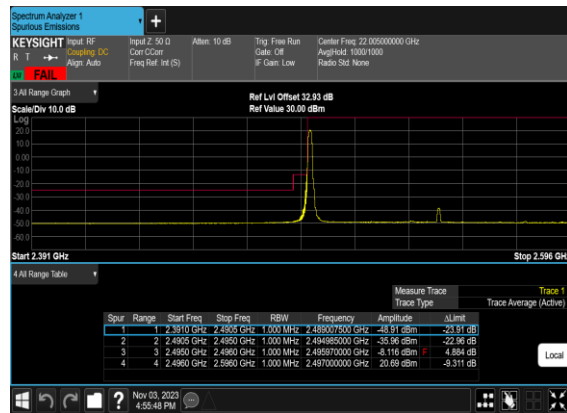 Spectrum Analyzer 1
Spurious Emissions
+
KEYSIGHT Input: RF Input Z: 50 Ω Atten: 10 dB Trig: Free Run Center Freq: 22.005000000 GHz
R T Coupling: DC Corr CCorr Gate: Off Avg|Hold: 1000/1000
Align: Auto Freq Ref: Int (S) IF Gain: Low Radio Std: None
LXI FAIL
3 All Range Graph
Ref Lvl Offset 32.93 dB
Scale/Div 10.0 dB Ref Value 30.00 dBm
Log
20.0
10.0
0.00
-10.0
-20.0
-30.0
-40.0
-50.0
-60.0
Start 2.391 GHz Stop 2.596 GHz
4 All Range Table
Measure Trace Trace 1
Trace Type Trace Average (Active)
Spur Range Start Freq Stop Freq RBW Frequency Amplitude ΔLimit
1 1 2.3910 GHz 2.4905 GHz 1.000 MHz 2.489007500 GHz -48.91 dBm -23.91 dB
2 2 2.4905 GHz 2.4950 GHz 1.000 MHz 2.494985000 GHz -35.96 dBm -22.96 dB
3 3 2.4950 GHz 2.4960 GHz 1.000 MHz 2.495970000 GHz -8.116 dBm F 4.884 dB
4 4 2.4960 GHz 2.5960 GHz 1.000 MHz 2.497000000 GHz 20.69 dBm -9.311 dB
Local
? Nov 03, 2023
4:55:48 PM